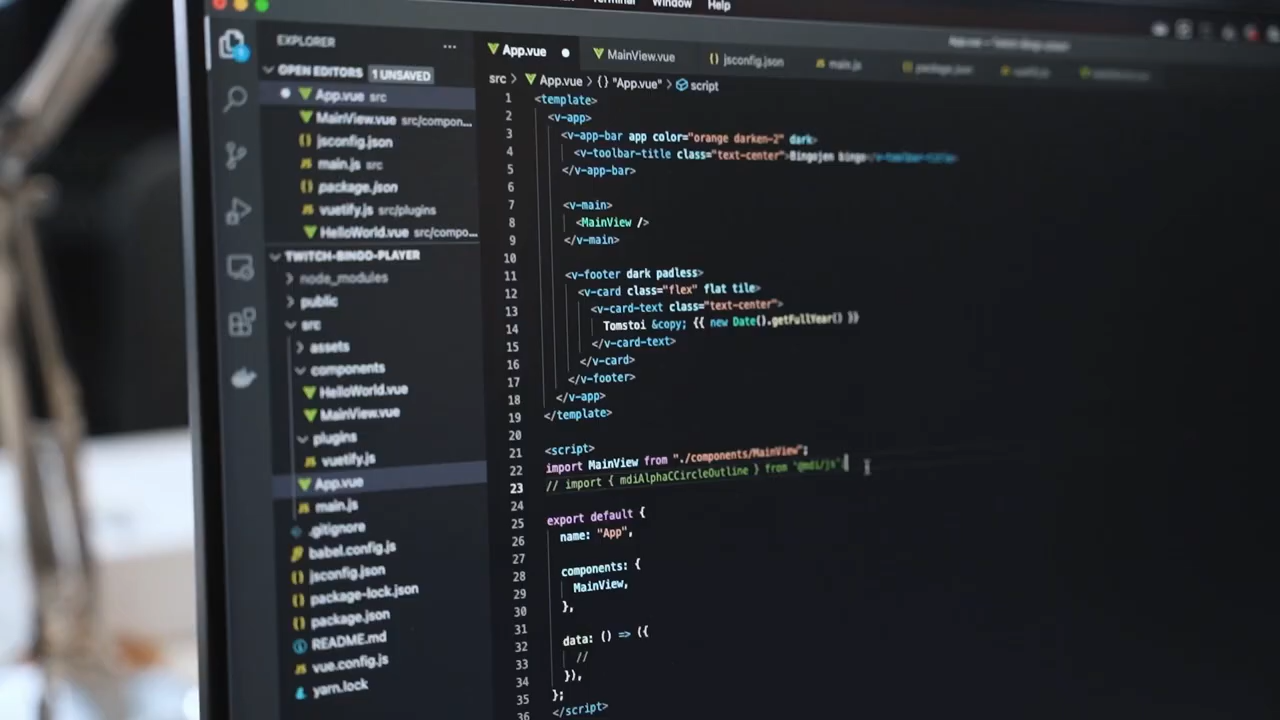 Window Help
EXPLORER ...
OPEN EDITORS 1 UNSAVED
App.vue src
MainView.vue src/compon...
jsconfig.json
main.js src
package.json
vuetify.js src/plugins
HelloWorld.vue src/compo...
TWITCH-BINGO-PLAYER
node_modules
public
src
assets
components
HelloWorld.vue
MainView.vue
plugins
vuetify.js
App.vue
main.js
.gitignore
babel.config.js
jsconfig.json
package-lock.json
package.json
README.md
vue.config.js
yarn.lock
App.vue MainView.vue jsconfig.json main.js package.json
src > App.vue > {} "App.vue" > script
1 <template>
2 <v-app>
3 <v-app-bar app color="orange darken-2" dark>
4 <v-toolbar-title class="text-center">Bingojen bingo</v-toolbar-title>
5 </v-app-bar>
6
7 <v-main>
8 <MainView />
9 </v-main>
10
11 <v-footer dark padless>
12 <v-card class="flex" flat tile>
13 <v-card-text class="text-center">
14 Tomstoi &copy; {{ new Date().getFullYear() }}
15 </v-card-text>
16 </v-card>
17 </v-footer>
18 </v-app>
19 </template>
20
21 <script>
22 import MainView from "./components/MainView";
23 // import { mdiAlphaCCircleOutline } from '@mdi/js';
24
25 export default {
26 name: "App",
27
28 components: {
29 MainView,
30 },
31
32 data: () => ({
33 //
34 }),
35 };
36 </script>